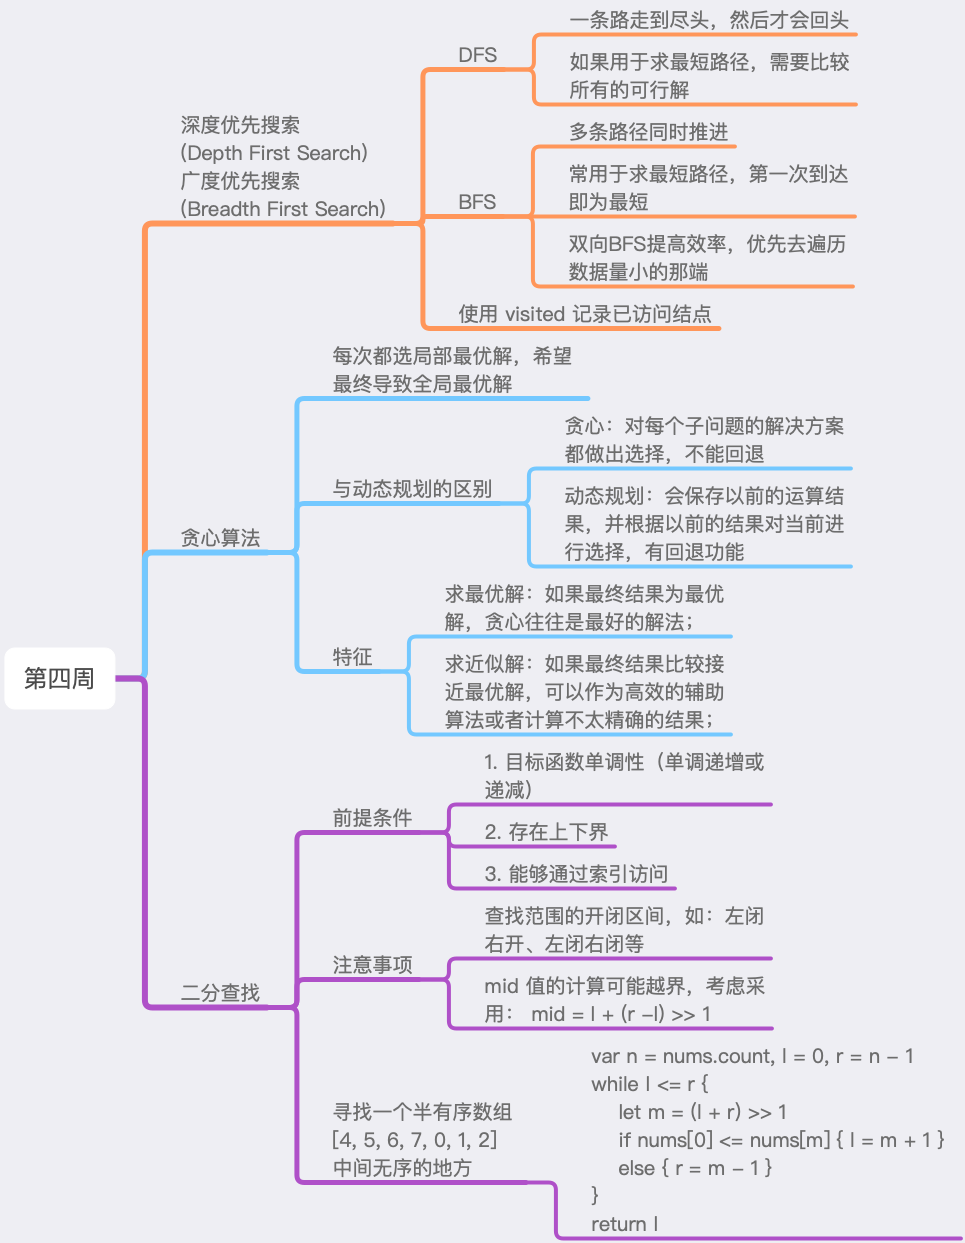 第四周
深度优先搜索
(Depth First Search)
广度优先搜索
(Breadth First Search)
DFS
一条路走到尽头，然后才会回头
如果用于求最短路径，需要比较
所有的可行解
BFS
多条路径同时推进
常用于求最短路径，第一次到达
即为最短
双向BFS提高效率，优先去遍历
数据量小的那端
使用 visited 记录已访问结点
贪心算法
每次都选局部最优解，希望
最终导致全局最优解
与动态规划的区别
贪心：对每个子问题的解决方案
都做出选择，不能回退
动态规划：会保存以前的运算结
果，并根据以前的结果对当前进
行选择，有回退功能
特征
求最优解：如果最终结果为最优
解，贪心往往是最好的解法；
求近似解：如果最终结果比较接
近最优解，可以作为高效的辅助
算法或者计算不太精确的结果；
二分查找
前提条件
1. 目标函数单调性（单调递增或
递减）
2. 存在上下界
3. 能够通过索引访问
注意事项
查找范围的开闭区间，如：左闭
右开、左闭右闭等
mid 值的计算可能越界，考虑采
用： mid = l + (r –l) >> 1
寻找一个半有序数组
[4, 5, 6, 7, 0, 1, 2]
中间无序的地方
var n = nums.count, l = 0, r = n – 1
while l <= r {
let m = (l + r) >> 1
if nums[0] <= nums[m] { l = m + 1 }
else { r = m – 1 }
}
return l